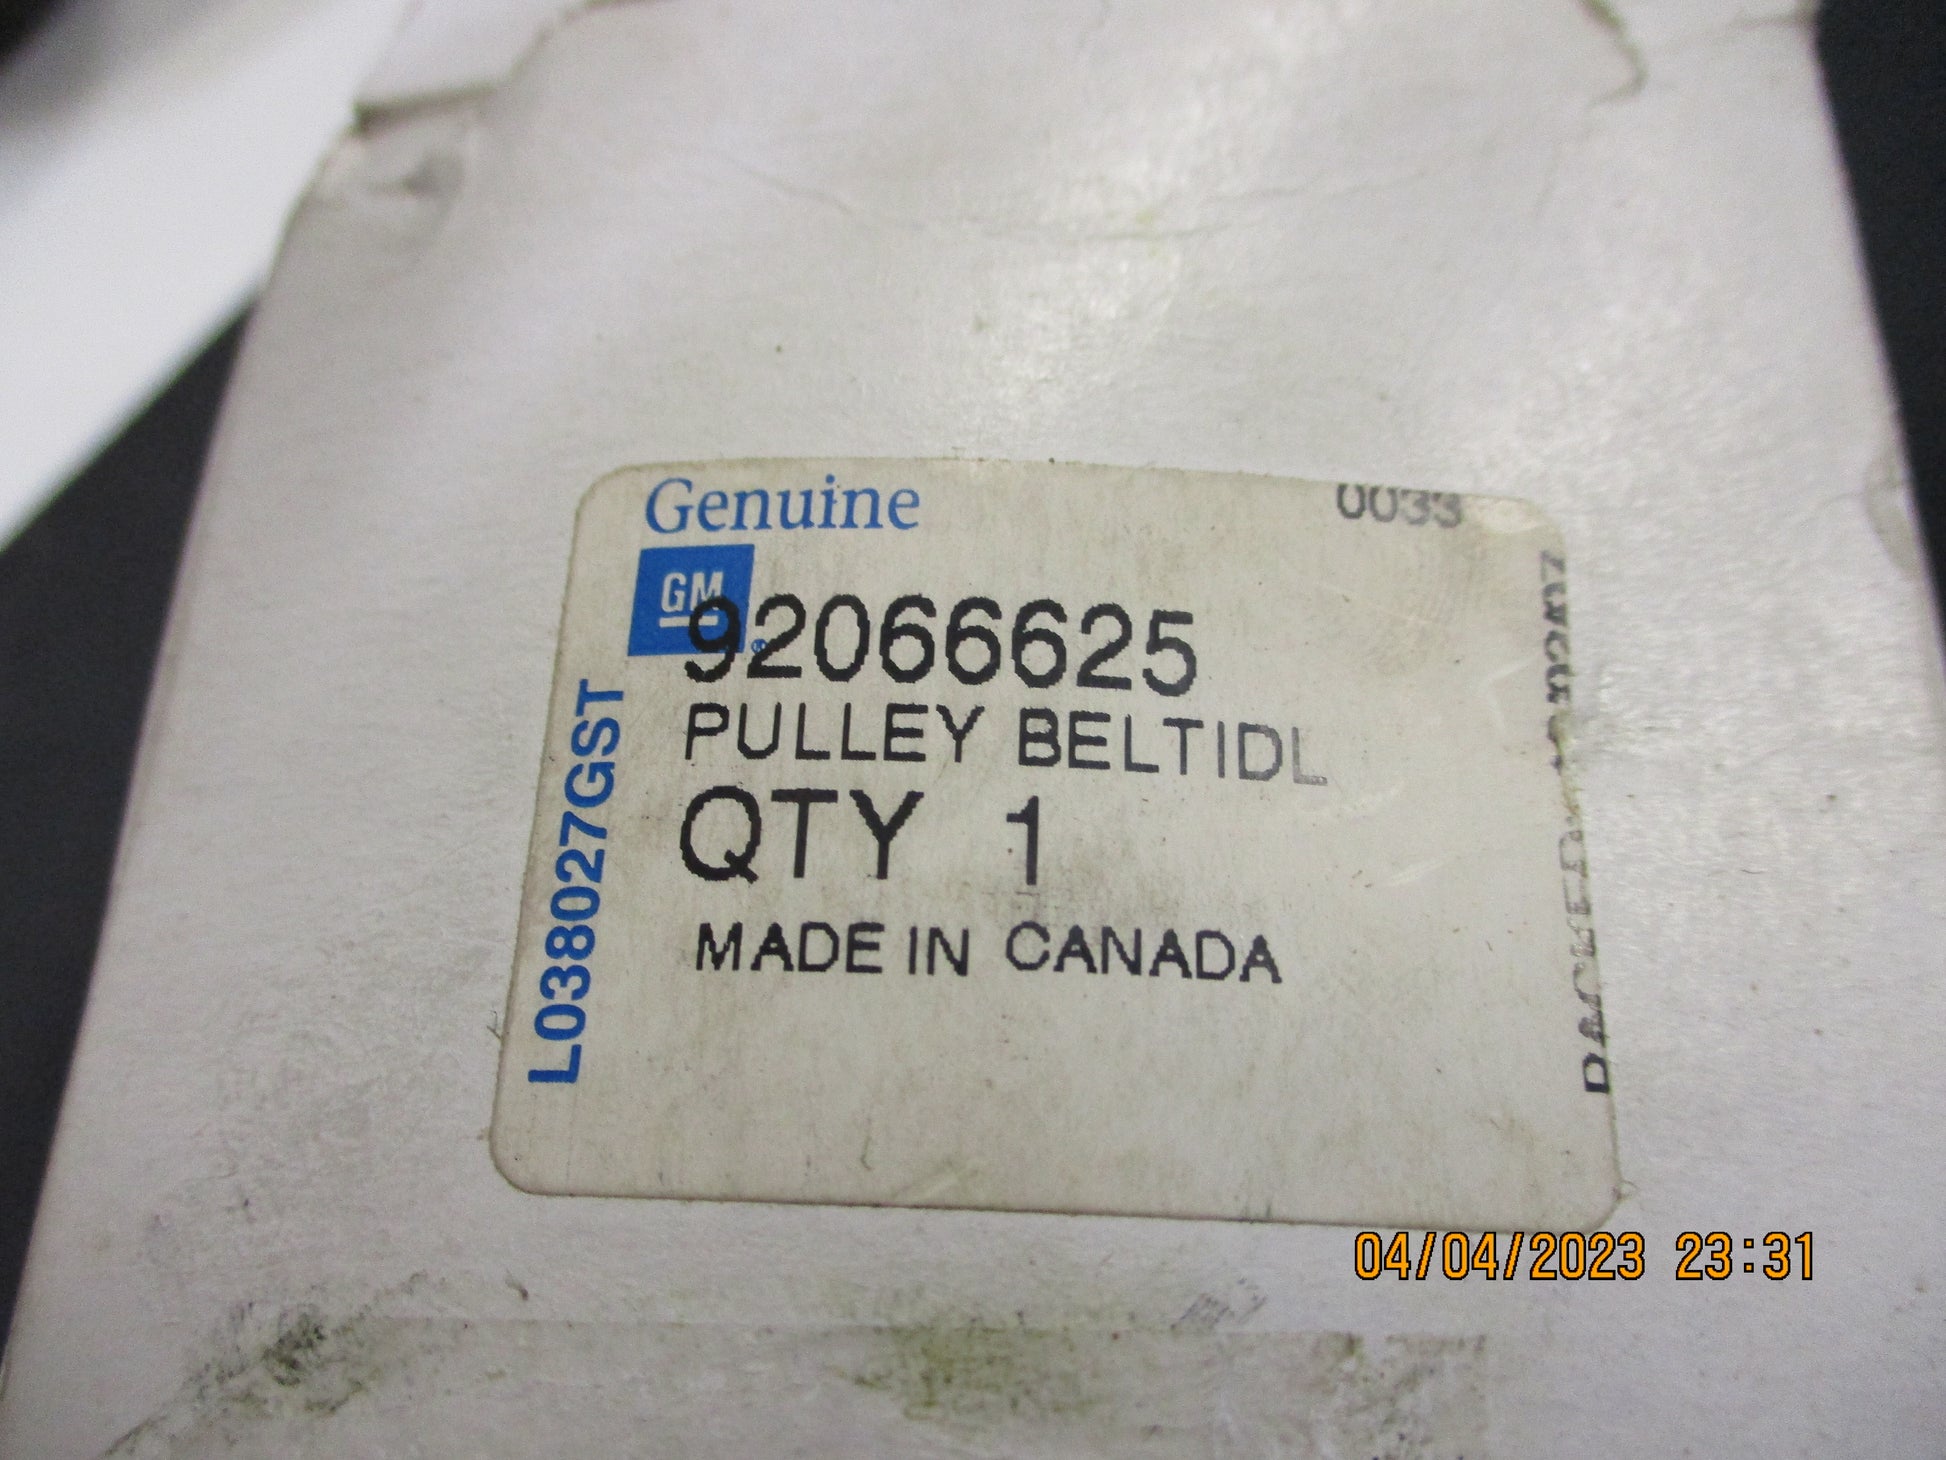 Genuine
0033
GM
92066625
PULLEY BELTIDL
QTY 1
MADE IN CANADA
L038027GST
04/04/2023 23:31